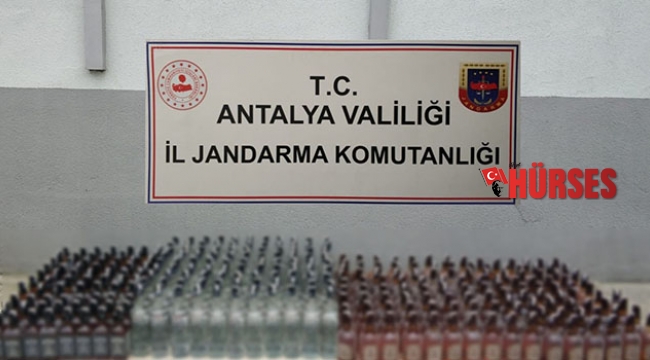 T.C.
ANTALYA VALİLİĞİ
İL JANDARMA KOMUTANLIĞI
HÜRSES